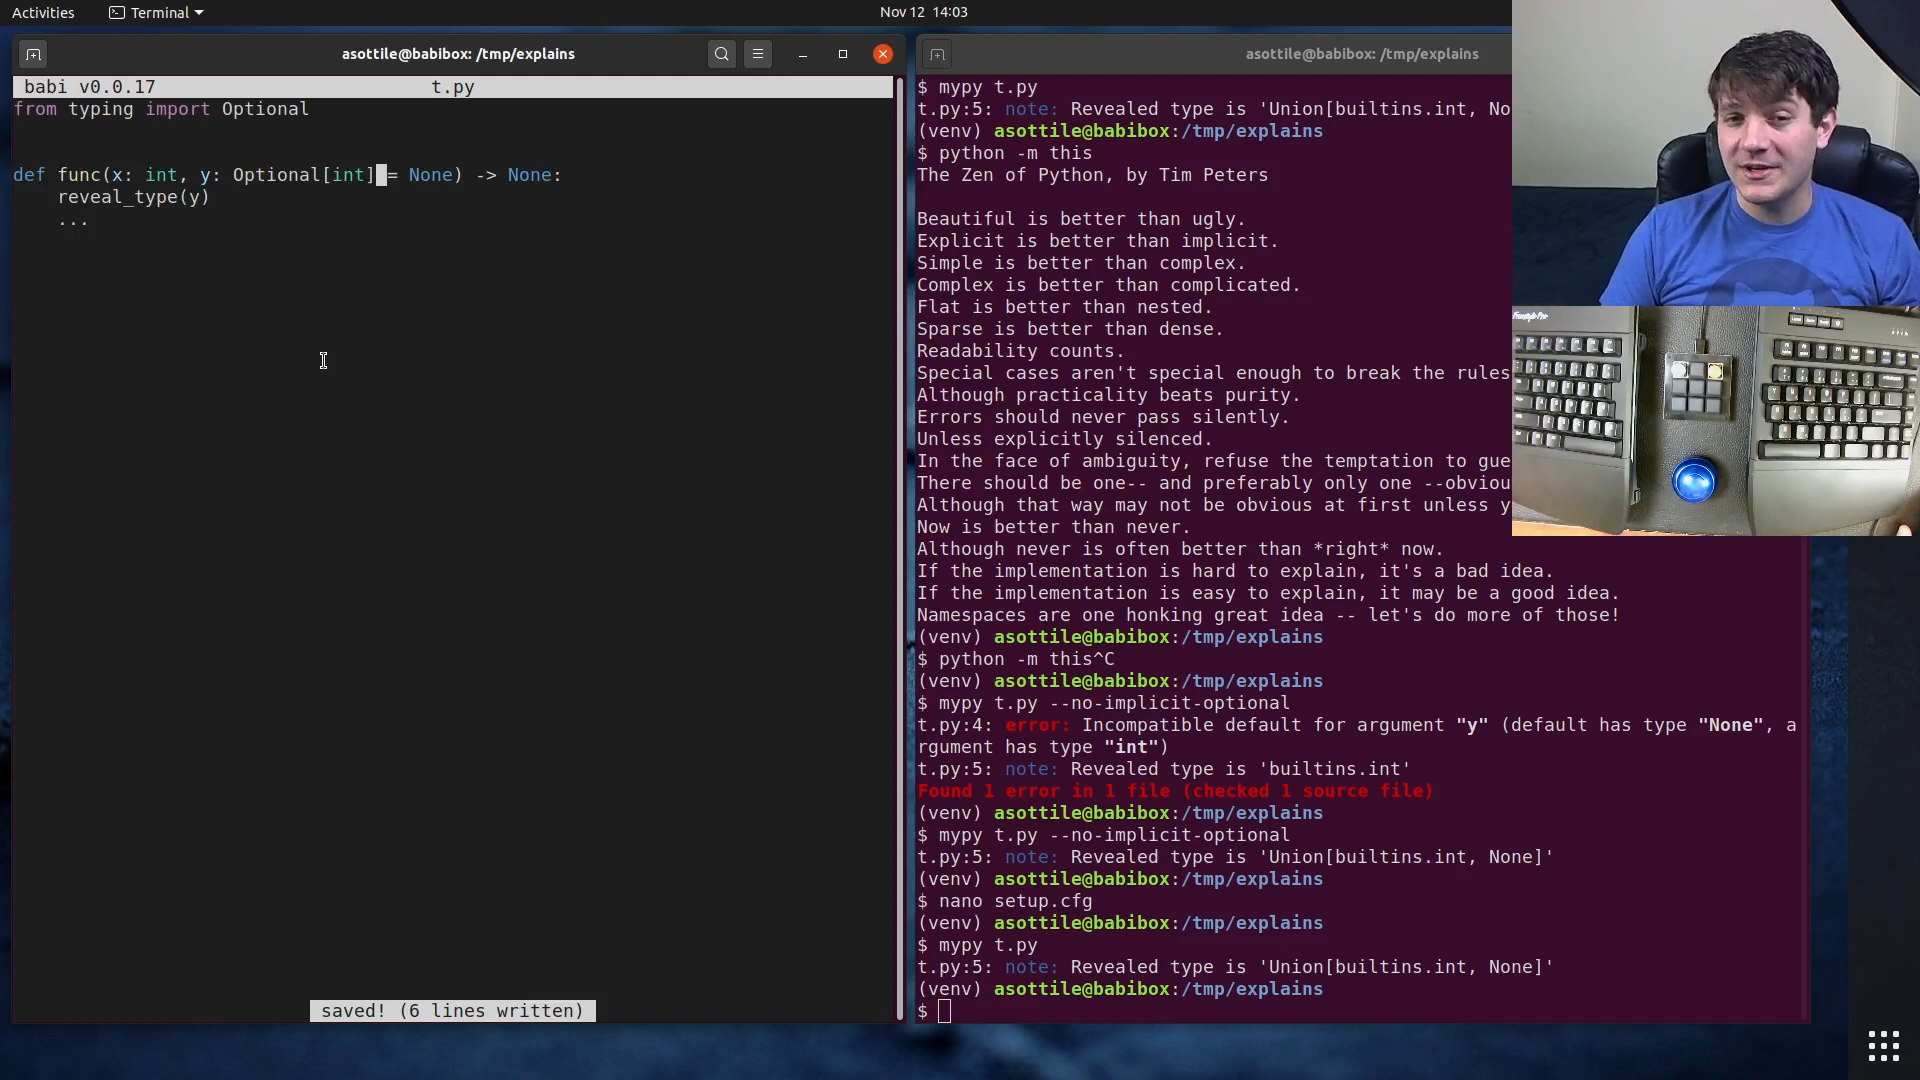 Activities
Terminal
Nov 12 14:03
asottile@babibox: /tmp/explains
babi v0.0.17 t.py
from typing import Optional
def func(x: int, y: Optional[int] = None) -> None:
    reveal_type(y)
    ...
saved! (6 lines written)
asottile@babibox: /tmp/explains
$ mypy t.py
t.py:5: note: Revealed type is 'Union[builtins.int, No
(venv) asottile@babibox:/tmp/explains
$ python -m this
The Zen of Python, by Tim Peters
Beautiful is better than ugly.
Explicit is better than implicit.
Simple is better than complex.
Complex is better than complicated.
Flat is better than nested.
Sparse is better than dense.
Readability counts.
Special cases aren't special enough to break the rules
Although practicality beats purity.
Errors should never pass silently.
Unless explicitly silenced.
In the face of ambiguity, refuse the temptation to gue
There should be one-- and preferably only one --obviou
Although that way may not be obvious at first unless y
Now is better than never.
Although never is often better than *right* now.
If the implementation is hard to explain, it's a bad idea.
If the implementation is easy to explain, it may be a good idea.
Namespaces are one honking great idea -- let's do more of those!
(venv) asottile@babibox:/tmp/explains
$ python -m this^C
(venv) asottile@babibox:/tmp/explains
$ mypy t.py --no-implicit-optional
t.py:4: error: Incompatible default for argument "y" (default has type "None", a
rgument has type "int")
t.py:5: note: Revealed type is 'builtins.int'
Found 1 error in 1 file (checked 1 source file)
(venv) asottile@babibox:/tmp/explains
$ mypy t.py --no-implicit-optional
t.py:5: note: Revealed type is 'Union[builtins.int, None]'
(venv) asottile@babibox:/tmp/explains
$ nano setup.cfg
(venv) asottile@babibox:/tmp/explains
$ mypy t.py
t.py:5: note: Revealed type is 'Union[builtins.int, None]'
(venv) asottile@babibox:/tmp/explains
$
Freestyle Pro